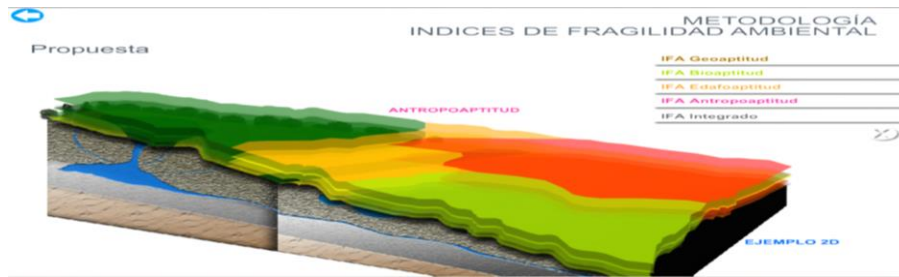 METODOLOGÍA
INDICES DE FRAGILIDAD AMBIENTAL
Propuesta
IFA Geoaptitud
IFA Bioaptitud
IFA Edafoaptitud
IFA Antropoaptitud
IFA Integrado
ANTROPOAPTITUD
EJEMPLO 2D